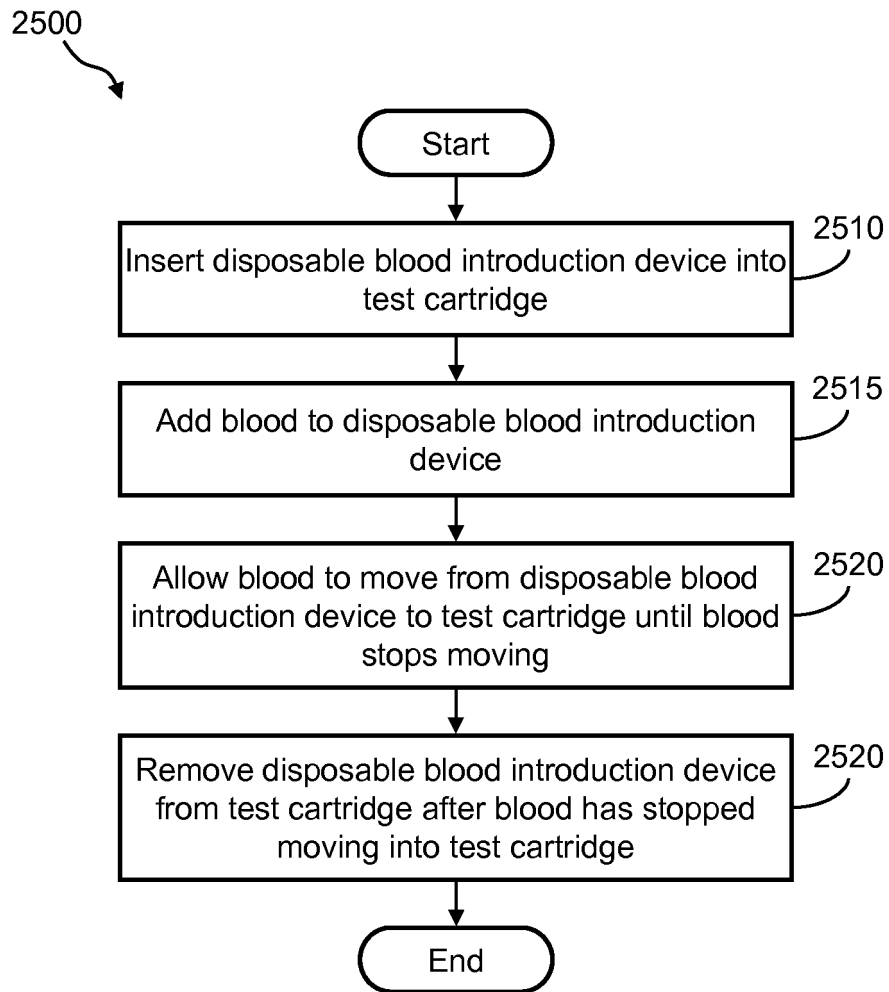 2500
Start
2510
Insert disposable blood introduction device into
test cartridge
2515
Add blood to disposable blood introduction
device
2520
Allow blood to move from disposable blood
introduction device to test cartridge until blood
stops moving
2520
Remove disposable blood introduction device
from test cartridge after blood has stopped
moving into test cartridge
End